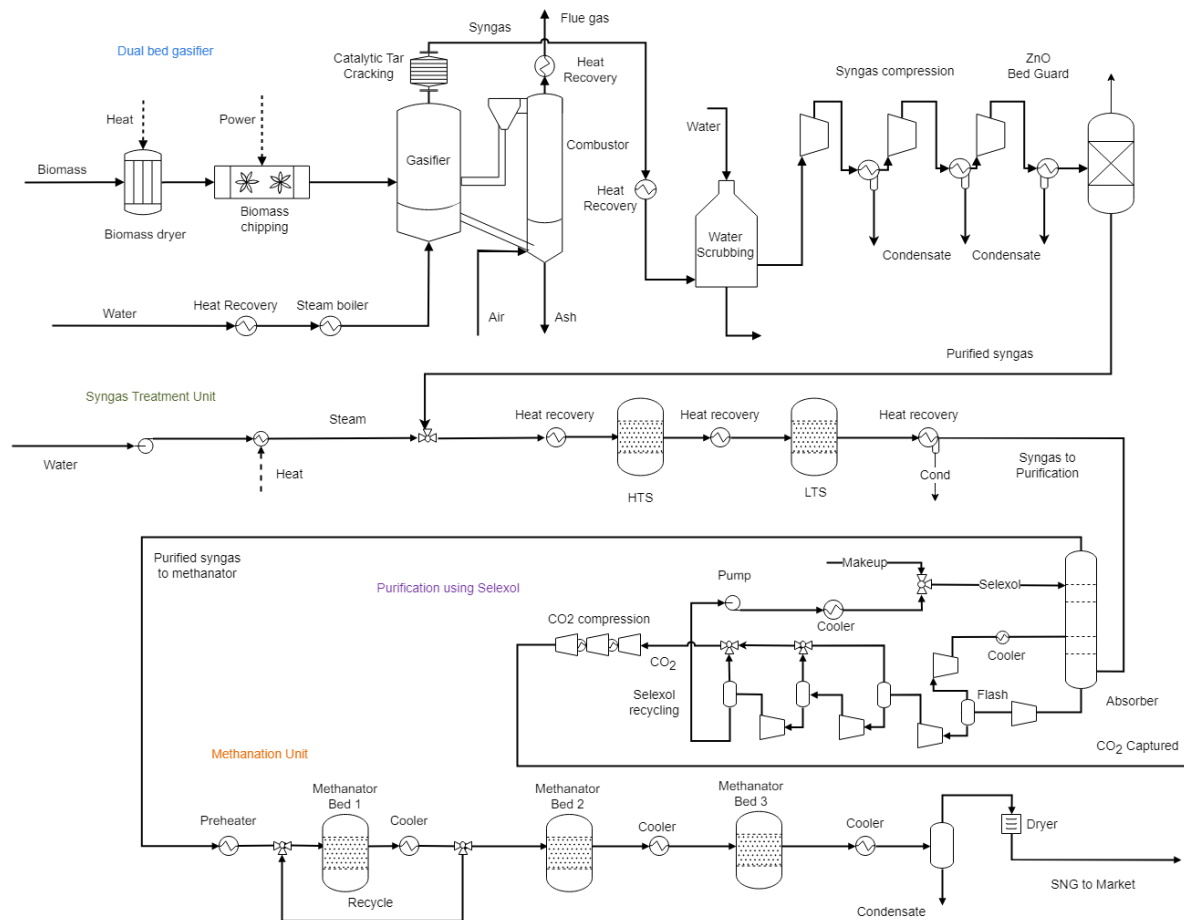 Flue gas
Syngas
Dual bed gasifier
Catalytic Tar
Cracking
Heat
Recovery
Syngas compression
ZnO
Bed Guard
Heat
Power
Water
Biomass
Gasifier
Combustor
Heat
Recovery
Biomass dryer
Biomass
chipping
Water
Scrubbing
Condensate
Condensate
Water
Heat Recovery
Steam boiler
Air
Ash
Purified syngas
Syngas Treatment Unit
Steam
Heat recovery
Heat recovery
Heat recovery
Water
Heat
HTS
LTS
Cond
Syngas to
Purification
Purified syngas
to methanator
Purification using Selexol
Makeup
Pump
Selexol
Cooler
CO2 compression
CO2
Cooler
Selexol
recycling
Flash
Absorber
CO2 Captured
Methanation Unit
Methanator
Bed 1
Methanator
Bed 2
Methanator
Bed 3
Preheater
Cooler
Cooler
Cooler
Dryer
Recycle
SNG to Market
Condensate